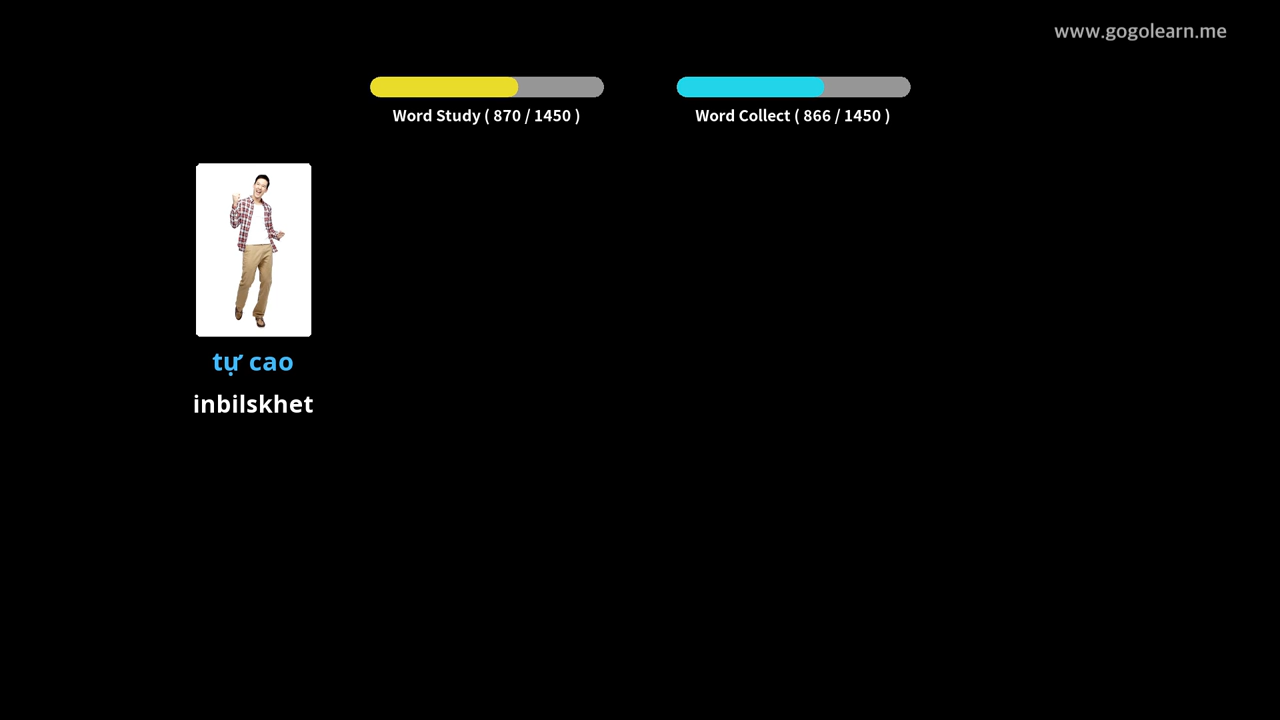 www.gogolearn.me
Word Study ( 870 / 1450 )
Word Collect ( 866 / 1450 )
tự cao
inbilskhet